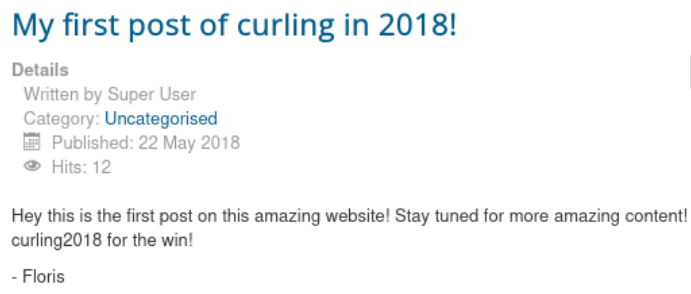 My first post of curling in 2018!
Details
Written by Super User
Category: Uncategorised
Published: 22 May 2018
Hits: 12
Hey this is the first post on this amazing website! Stay tuned for more amazing content!
curling2018 for the win!
- Floris